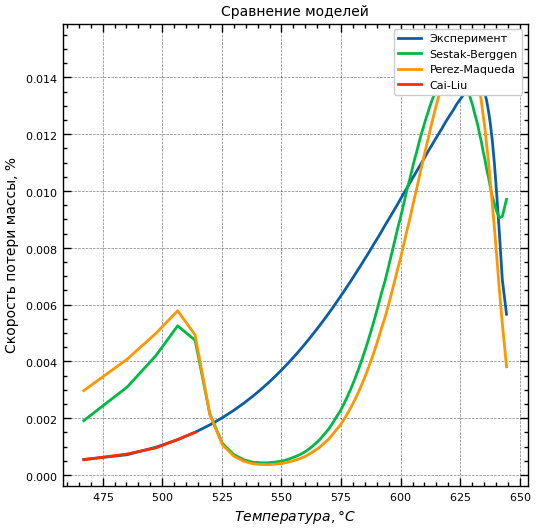 Сравнение моделей
Эксперимент
Sestak-Berggen
Perez-Maqueda
Cai-Liu
Скорость потери массы, %
0.014
0.012
0.010
0.008
0.006
0.004
0.002
0.000
475 500 525 550 575 600 625 650
Температура, °C